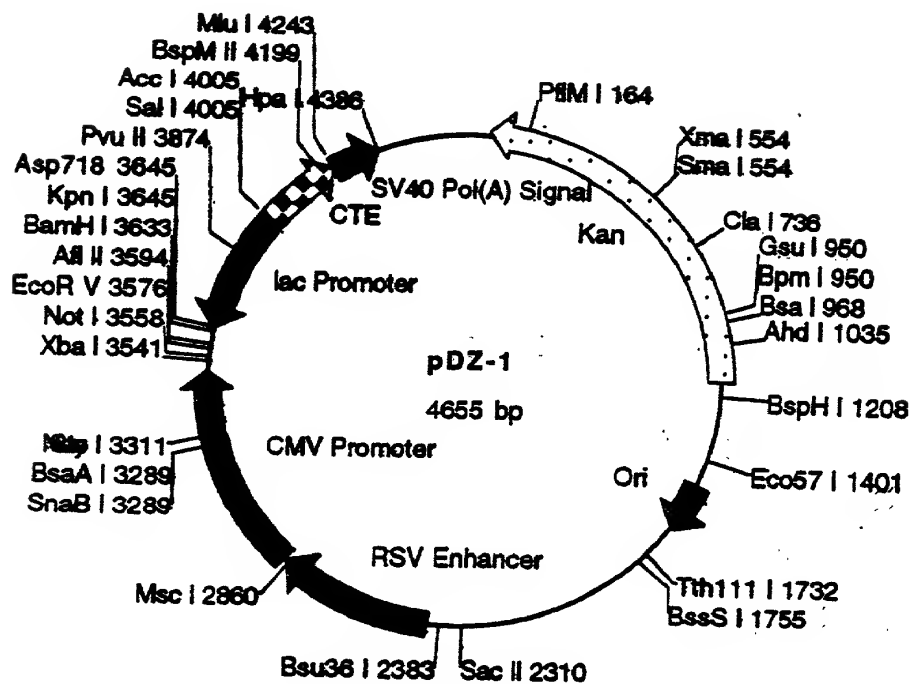 Mlu I 4243
BspM II 4199
Acc I 4005
Sal I 4005
Hpa I 4386
Pvu II 3874
Asp718 3645
Kpn I 3645
BamH I 3633
Afl II 3594
EcoR V 3576
Not I 3558
Xba I 3541
I 3311
BsaA I 3289
SnaB I 3289
Msc I 2860
Bsu36 I 2383
Sac II 2310
PflM I 164
Xma I 554
Sma I 554
Cla I 736
Gsu I 950
Bpm I 950
Bsa I 968
Ahd I 1035
BspH I 1208
Eco57 I 1401
Tth111 I 1732
BssS I 1755
SV40 Pol(A) Signal
CTE
Kan
lac Promoter
pDZ-1
4655 bp
CMV Promoter
Ori
RSV Enhancer